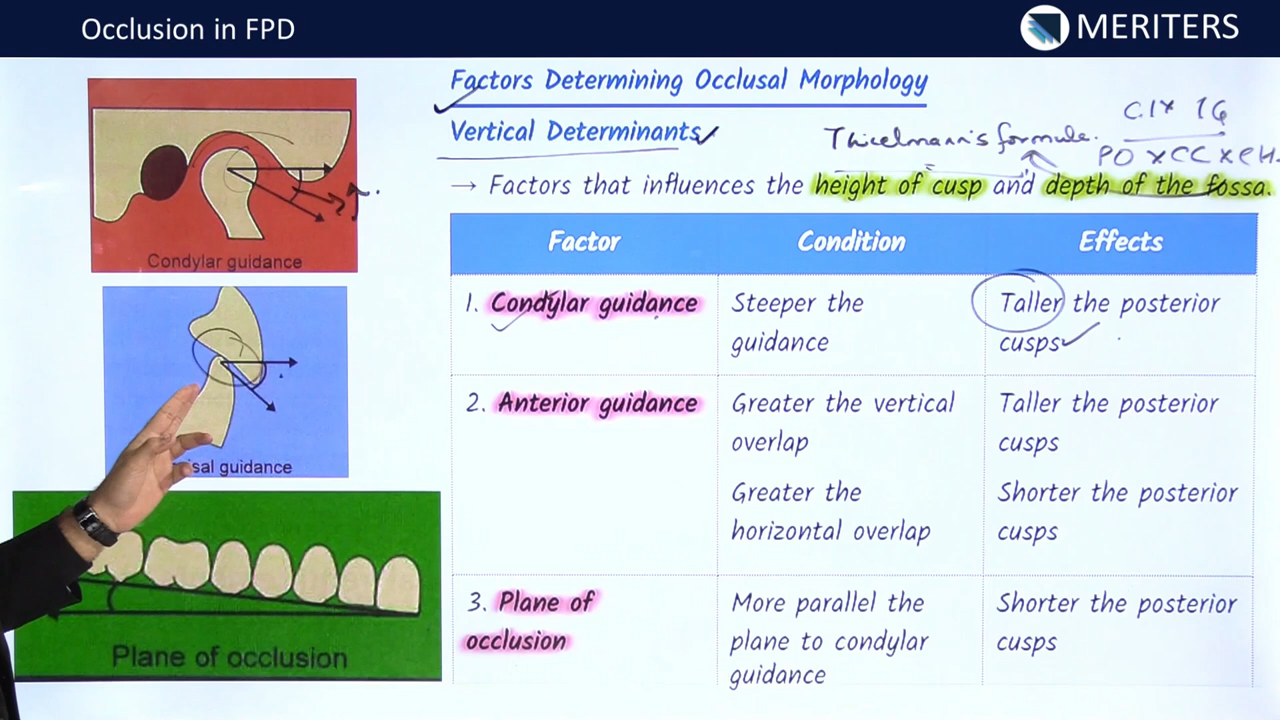 Occlusion in FPD
MERITERS
Factors Determining Occlusal Morphology
Vertical Determinants
Thielmann's formula.
CI x IG
PO x CC x CH.
→ Factors that influences the height of cusp and depth of the fossa.
Condylar guidance
isal guidance
Plane of occlusion
Factor Condition Effects
1. Condylar guidance Steeper the Taller the posterior
guidance cusps
2. Anterior guidance Greater the vertical Taller the posterior
overlap cusps
Greater the Shorter the posterior
horizontal overlap cusps
3. Plane of More parallel the Shorter the posterior
occlusion plane to condylar cusps
guidance